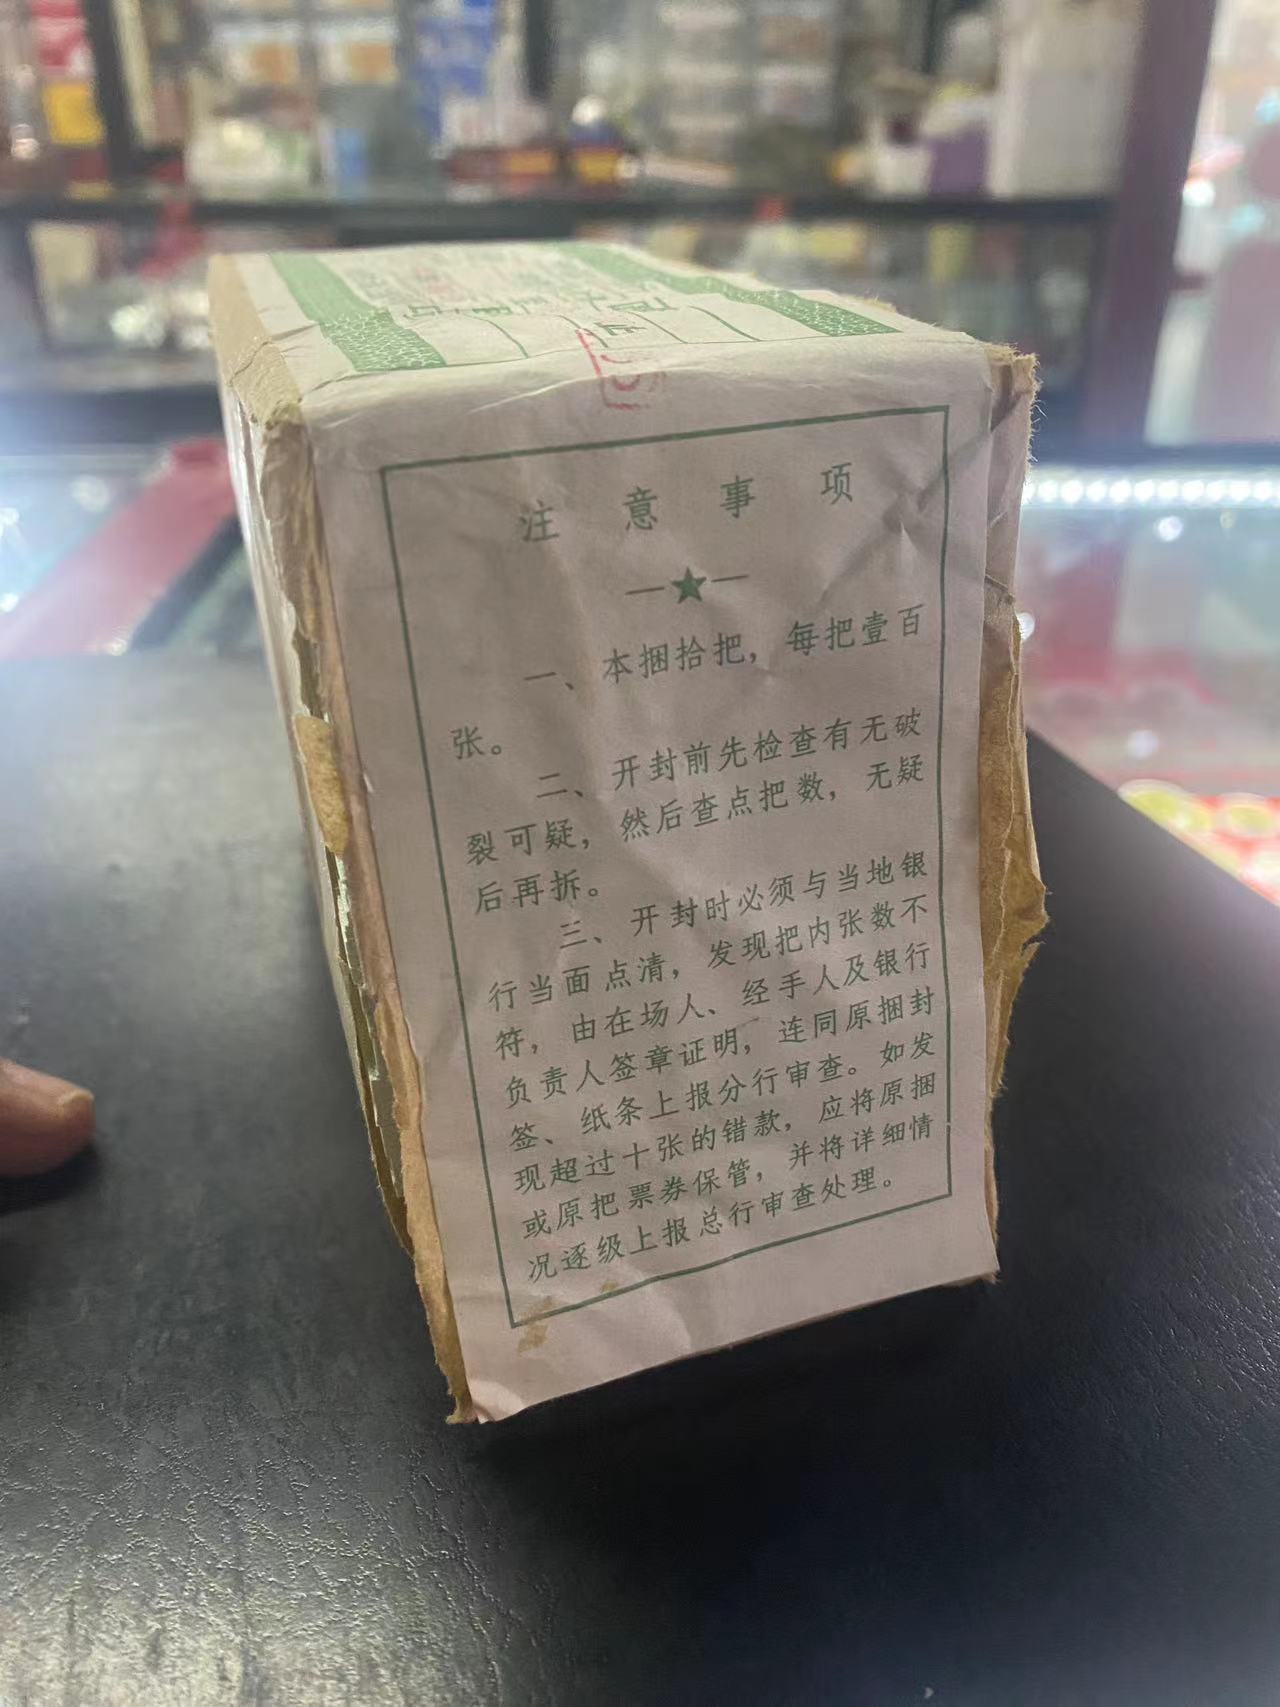 注意事项
一、本捆拾把，每把壹百
张。
二、开封前先检查有无破
裂可疑，然后查点把数，无疑
后再拆。
三、开封时必须与当地银
行当面点清，发现把内张数不
符，由在场人、经手人及银行
负责人签章证明，连同原捆封
签、纸条上报分行审查。如发
现超过十张的错款，应将原捆
或原把票券保管，并将详细情
况逐级上报总行审查处理。